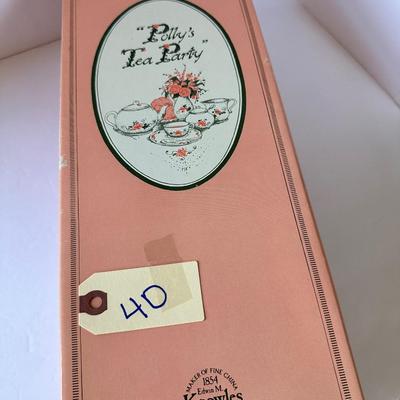 "Polly's
Tea Party"
40
MAKER OF FINE CHINA
1854
Edwin M.
Knowles